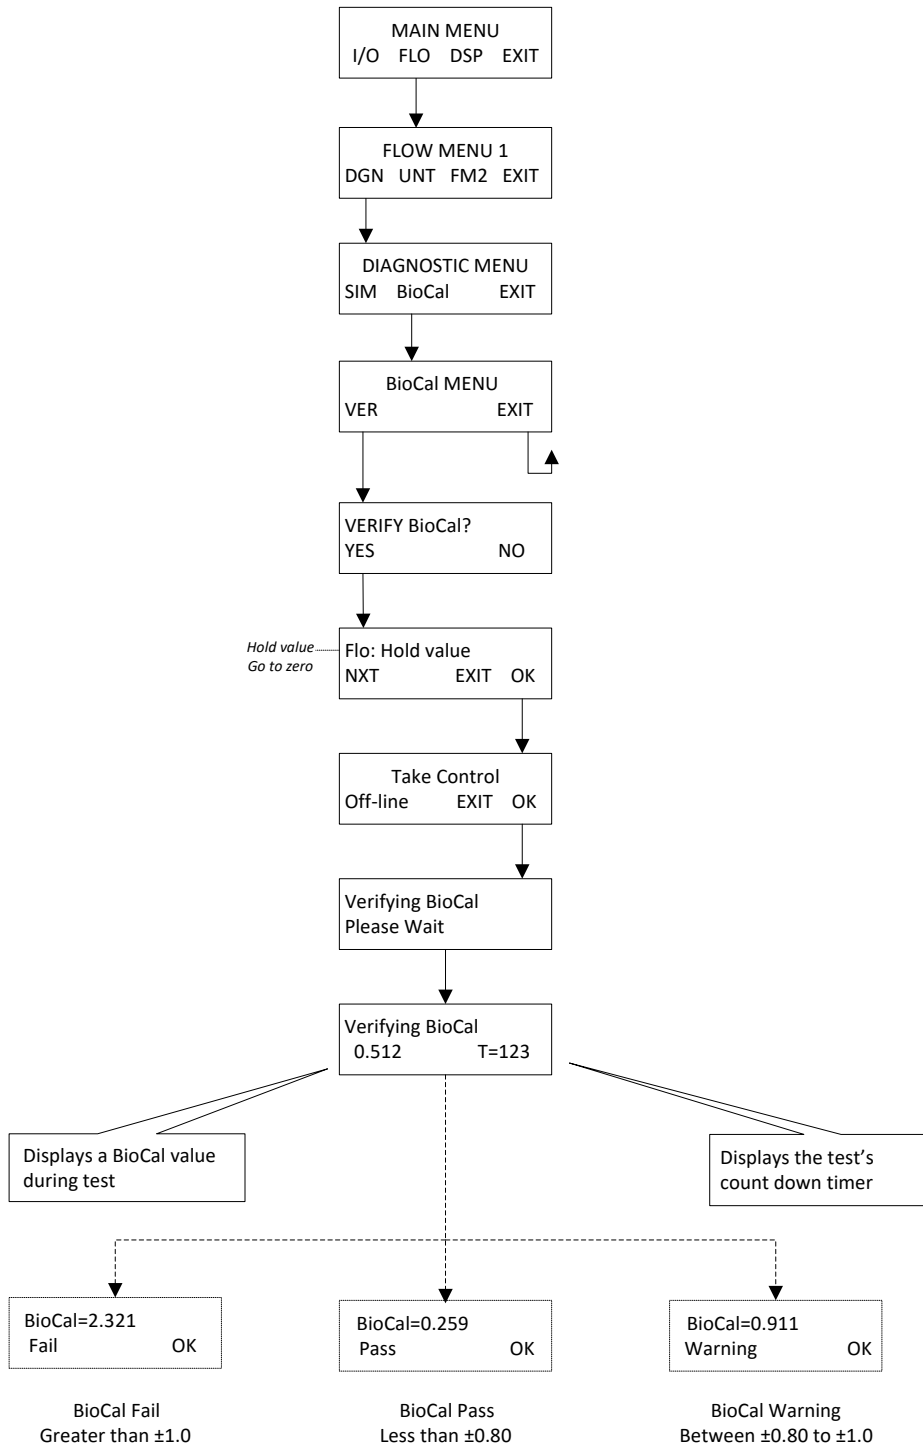 MAIN MENU
I/O FLO DSP EXIT
FLOW MENU 1
DGN UNT FM2 EXIT
DIAGNOSTIC MENU
SIM BioCal EXIT
BioCal MENU
VER EXIT
VERIFY BioCal?
YES NO
Hold value
Go to zero
Flo: Hold value
NXT EXIT OK
Take Control
Off-line EXIT OK
Verifying BioCal
Please Wait
Verifying BioCal
0.512 T=123
Displays a BioCal value
during test
Displays the test’s
count down timer
BioCal=2.321
Fail OK
BioCal=0.259
Pass OK
BioCal=0.911
Warning OK
BioCal Fail
Greater than ±1.0
BioCal Pass
Less than ±0.80
BioCal Warning
Between ±0.80 to ±1.0